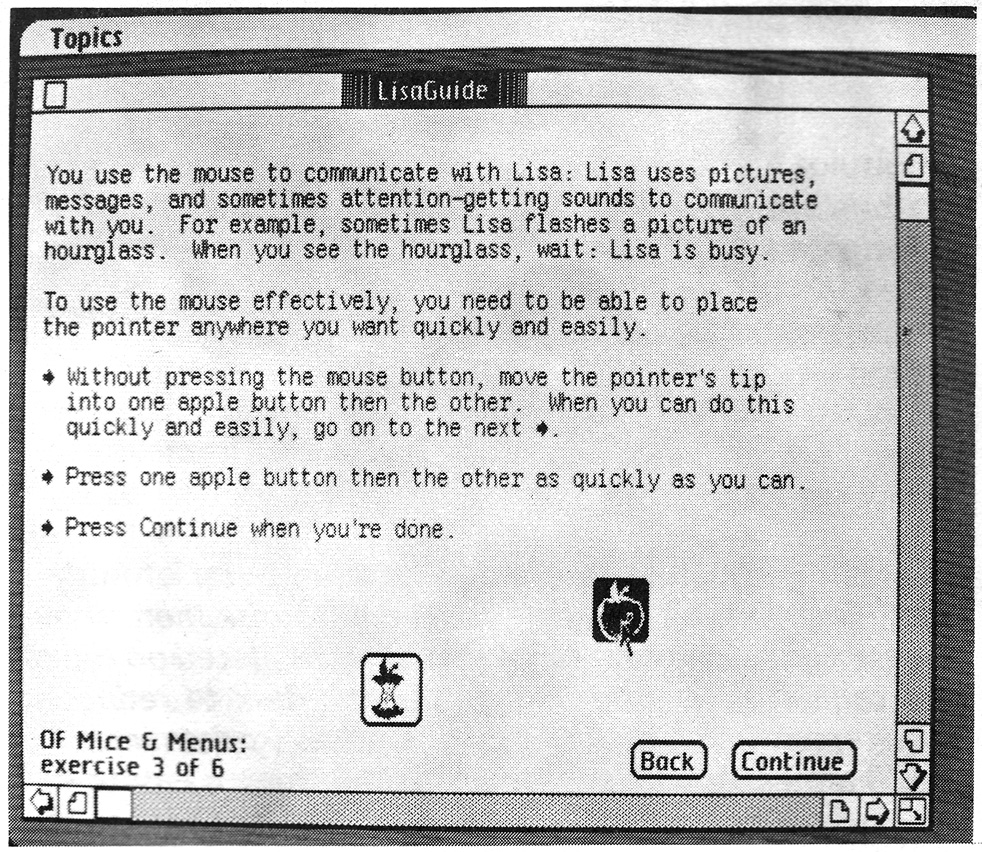 Topics
LisaGuide
You use the mouse to communicate with Lisa: Lisa uses pictures,
messages, and sometimes attention-getting sounds to communicate
with you.  For example, sometimes Lisa flashes a picture of an
hourglass.  When you see the hourglass, wait: Lisa is busy.
To use the mouse effectively, you need to be able to place
the pointer anywhere you want quickly and easily.
Without pressing the mouse button, move the pointer's tip
into one apple button then the other.  When you can do this
quickly and easily, go on to the next ➧.
Press one apple button then the other as quickly as you can.
Press Continue when you're done.
Of Mice & Menus:
exercise 3 of 6
Back
Continue